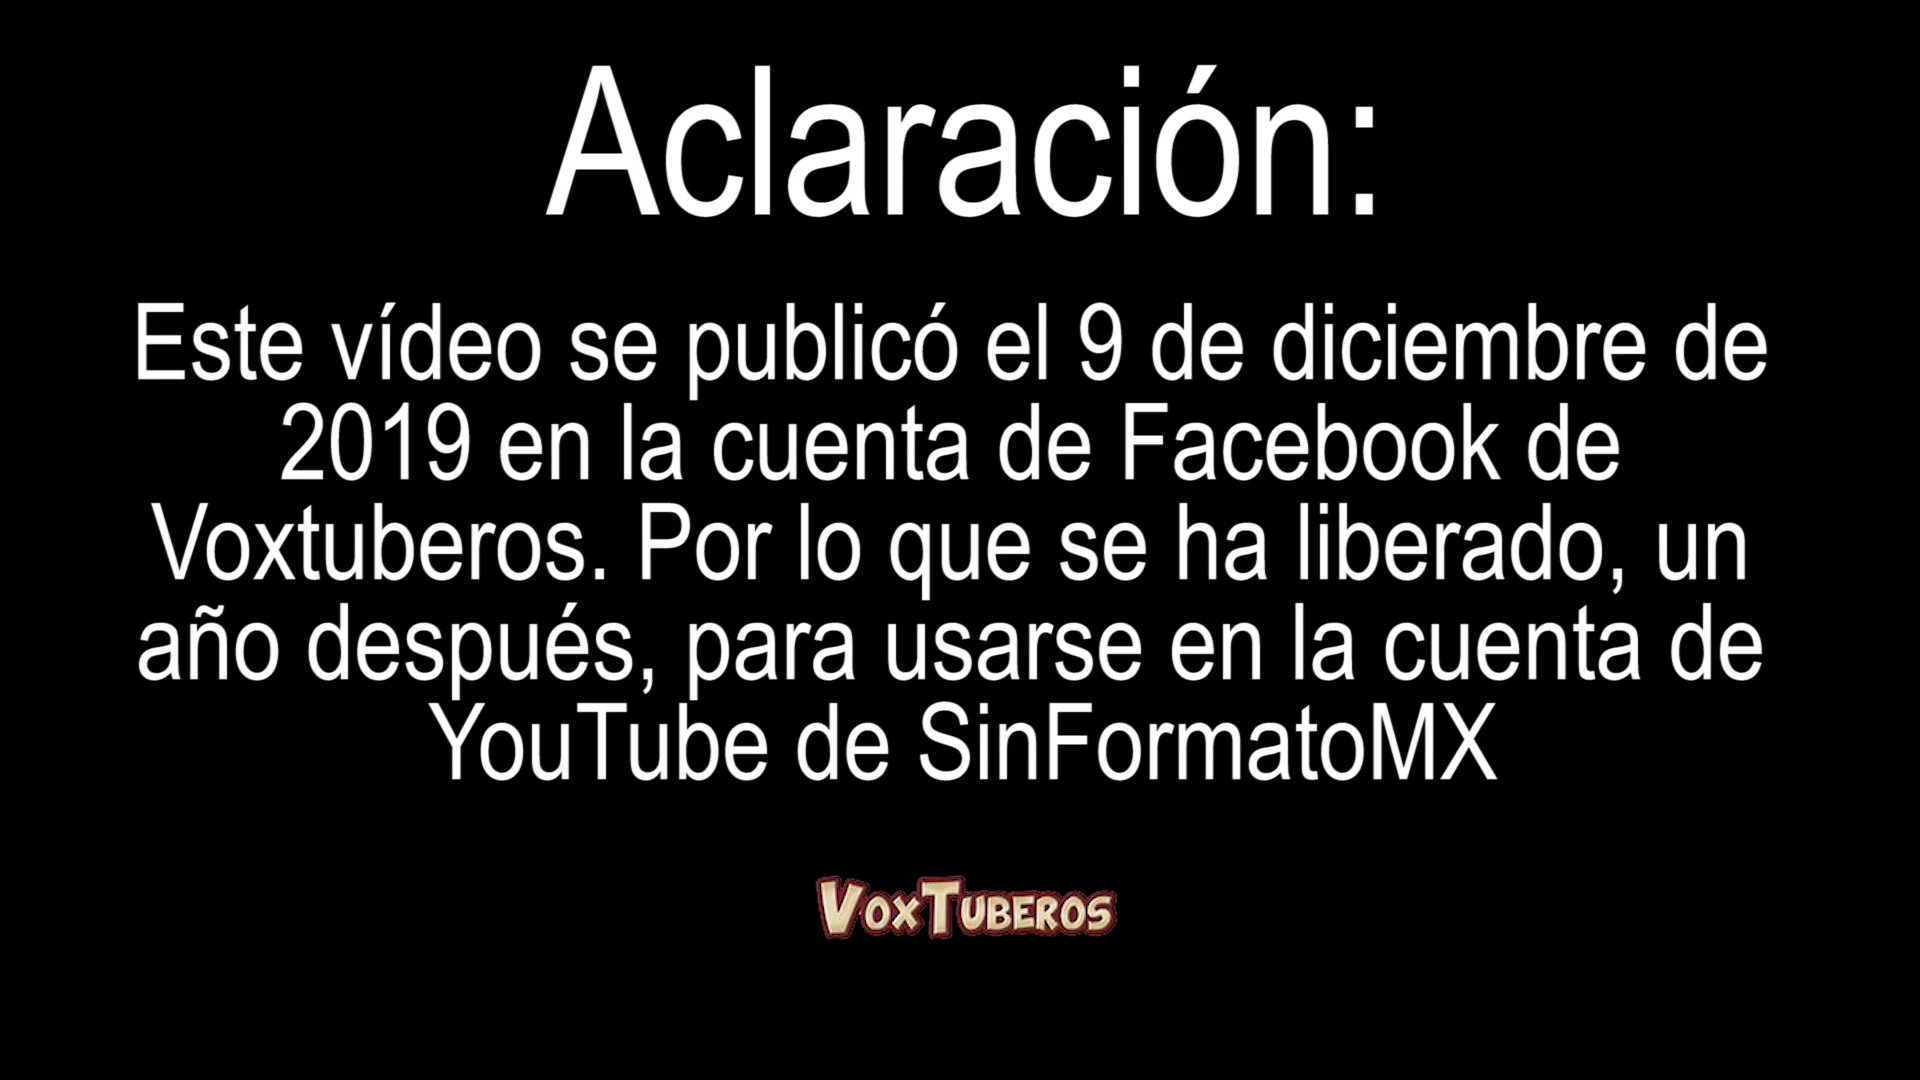 Aclaración:
Este vídeo se publicó el 9 de diciembre de
2019 en la cuenta de Facebook de
Voxtuberos. Por lo que se ha liberado, un
año después, para usarse en la cuenta de
YouTube de SinFormatoMX
VOXTUBEROS